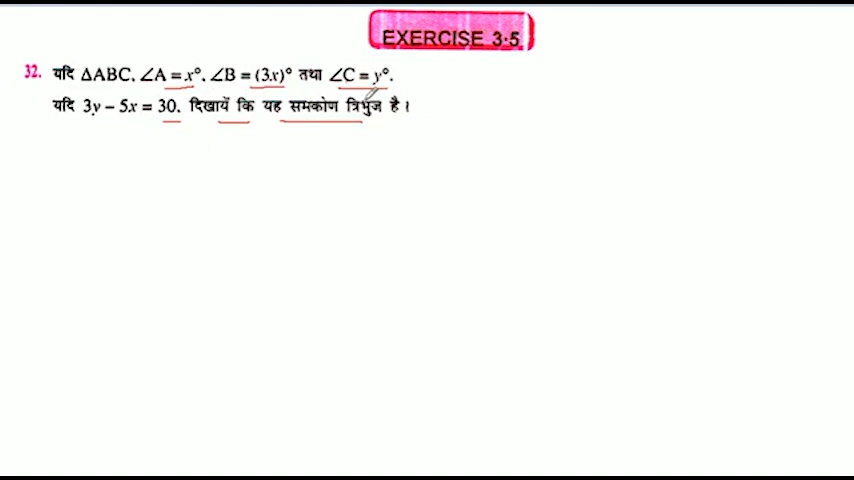 EXERCISE 3·5
32. यदि ΔABC, ∠A = x°, ∠B = (3x)° तथा ∠C = y°.
यदि 3y – 5x = 30. दिखायें कि यह समकोण त्रिभुज है।